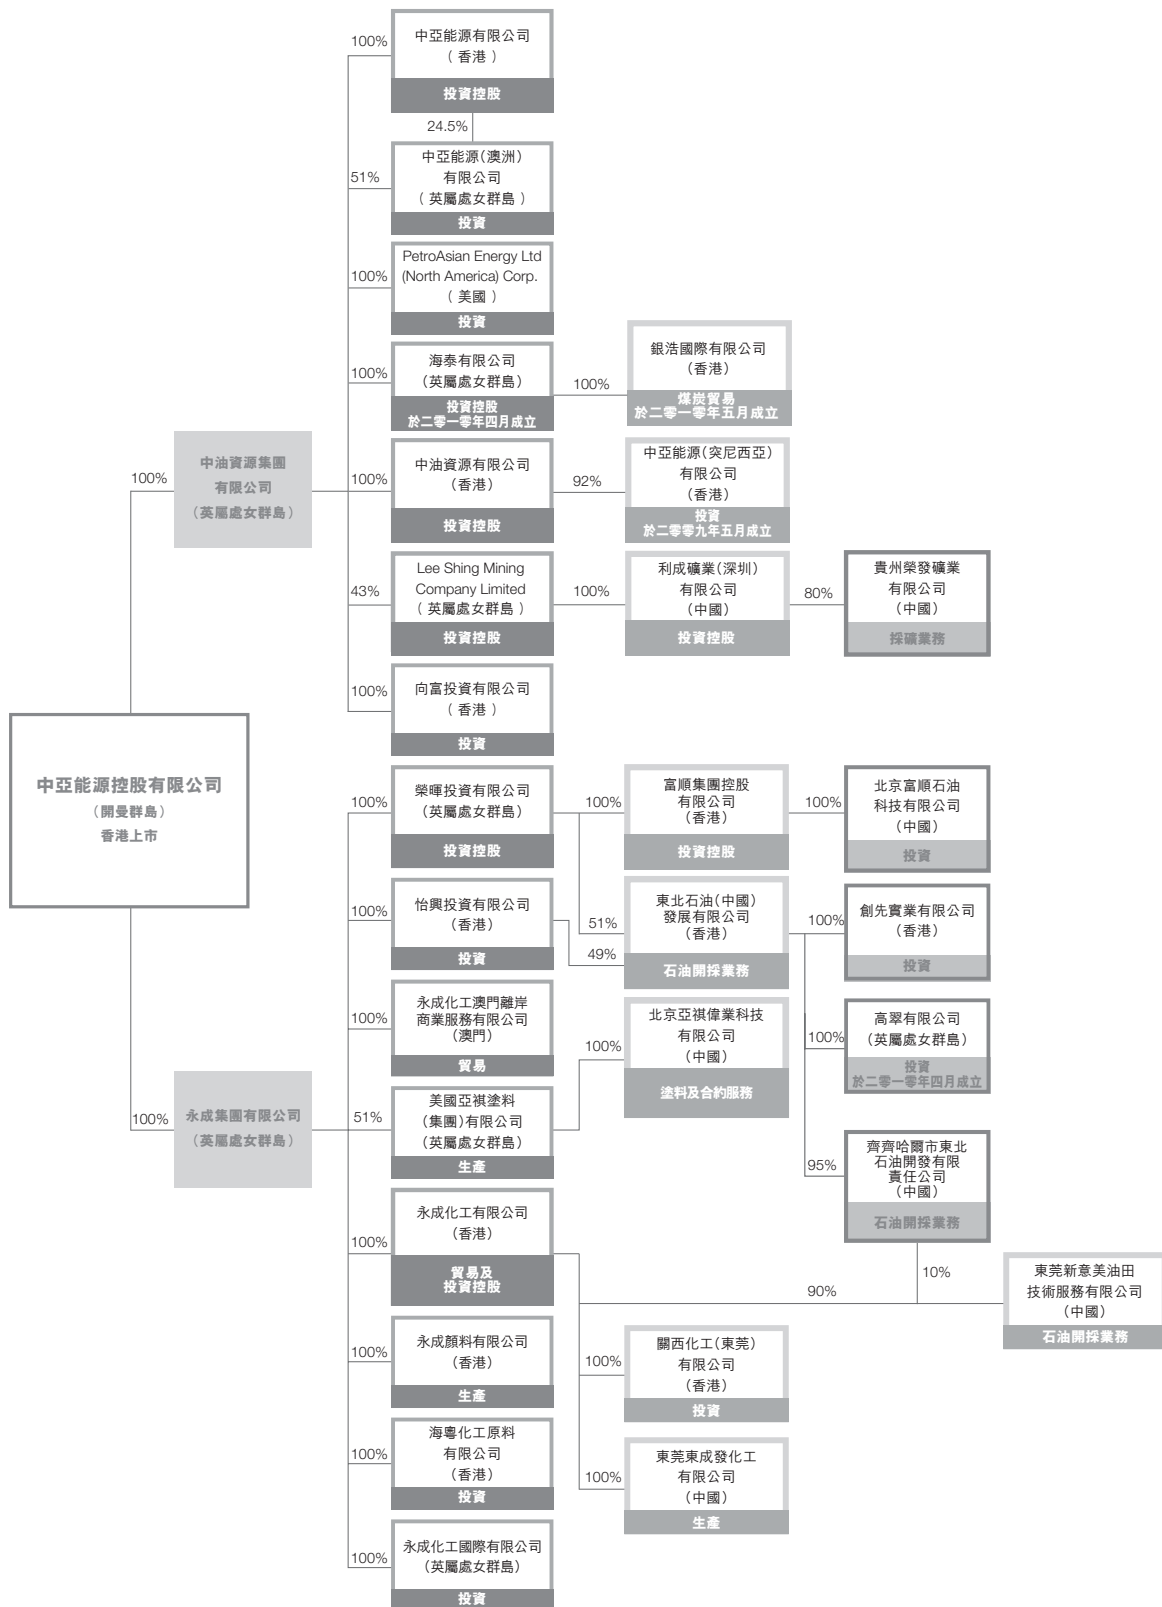 中亞能源控股有限公司
（開曼群島）
香港上市
100%
中油資源集團
有限公司
（英屬處女群島）
100%
中亞能源有限公司
（ 香港 ）
投資控股
24.5%
51%
中亞能源（澳洲）
有限公司
（ 英屬處女群島 ）
投資
100%
PetroAsian Energy Ltd
(North America) Corp.
（ 美國 ）
投資
100%
海泰有限公司
（英屬處女群島）
投資控股
於二零一零年四月成立
100%
銀浩國際有限公司
（香港）
煤炭貿易
於二零一零年五月成立
100%
中油資源有限公司
（香港）
投資控股
92%
中亞能源（突尼西亞）
有限公司
（香港）
投資
於二零零九年五月成立
43%
Lee Shing Mining
Company Limited
（ 英屬處女群島 ）
投資控股
100%
利成礦業（深圳）
有限公司
（中國）
投資控股
80%
貴州榮發礦業
有限公司
（中國）
採礦業務
100%
向富投資有限公司
（ 香港 ）
投資
100%
永成集團有限公司
（英屬處女群島）
100%
榮暉投資有限公司
（英屬處女群島）
投資控股
100%
富順集團控股
有限公司
（香港）
投資控股
100%
北京富順石油
科技有限公司
（中國）
投資
100%
怡興投資有限公司
（香港）
投資
51%
49%
東北石油（中國）
發展有限公司
（香港）
石油開採業務
100%
創先實業有限公司
（香港）
投資
100%
高翠有限公司
（英屬處女群島）
投資
於二零一零年四月成立
95%
齊齊哈爾市東北
石油開發有限
責任公司
（中國）
石油開採業務
100%
永成化工澳門離岸
商業服務有限公司
（澳門）
貿易
51%
美國亞祺塗料
（集團）有限公司
（英屬處女群島）
生產
100%
北京亞祺偉業科技
有限公司
（中國）
塗料及合約服務
100%
永成化工有限公司
（香港）
貿易及
投資控股
90%
10%
東莞新意美油田
技術服務有限公司
（中國）
石油開採業務
100%
關西化工（東莞）
有限公司
（香港）
投資
100%
東莞東成發化工
有限公司
（中國）
生產
100%
永成顏料有限公司
（香港）
生產
100%
海粵化工原料
有限公司
（香港）
投資
100%
永成化工國際有限公司
（英屬處女群島）
投資